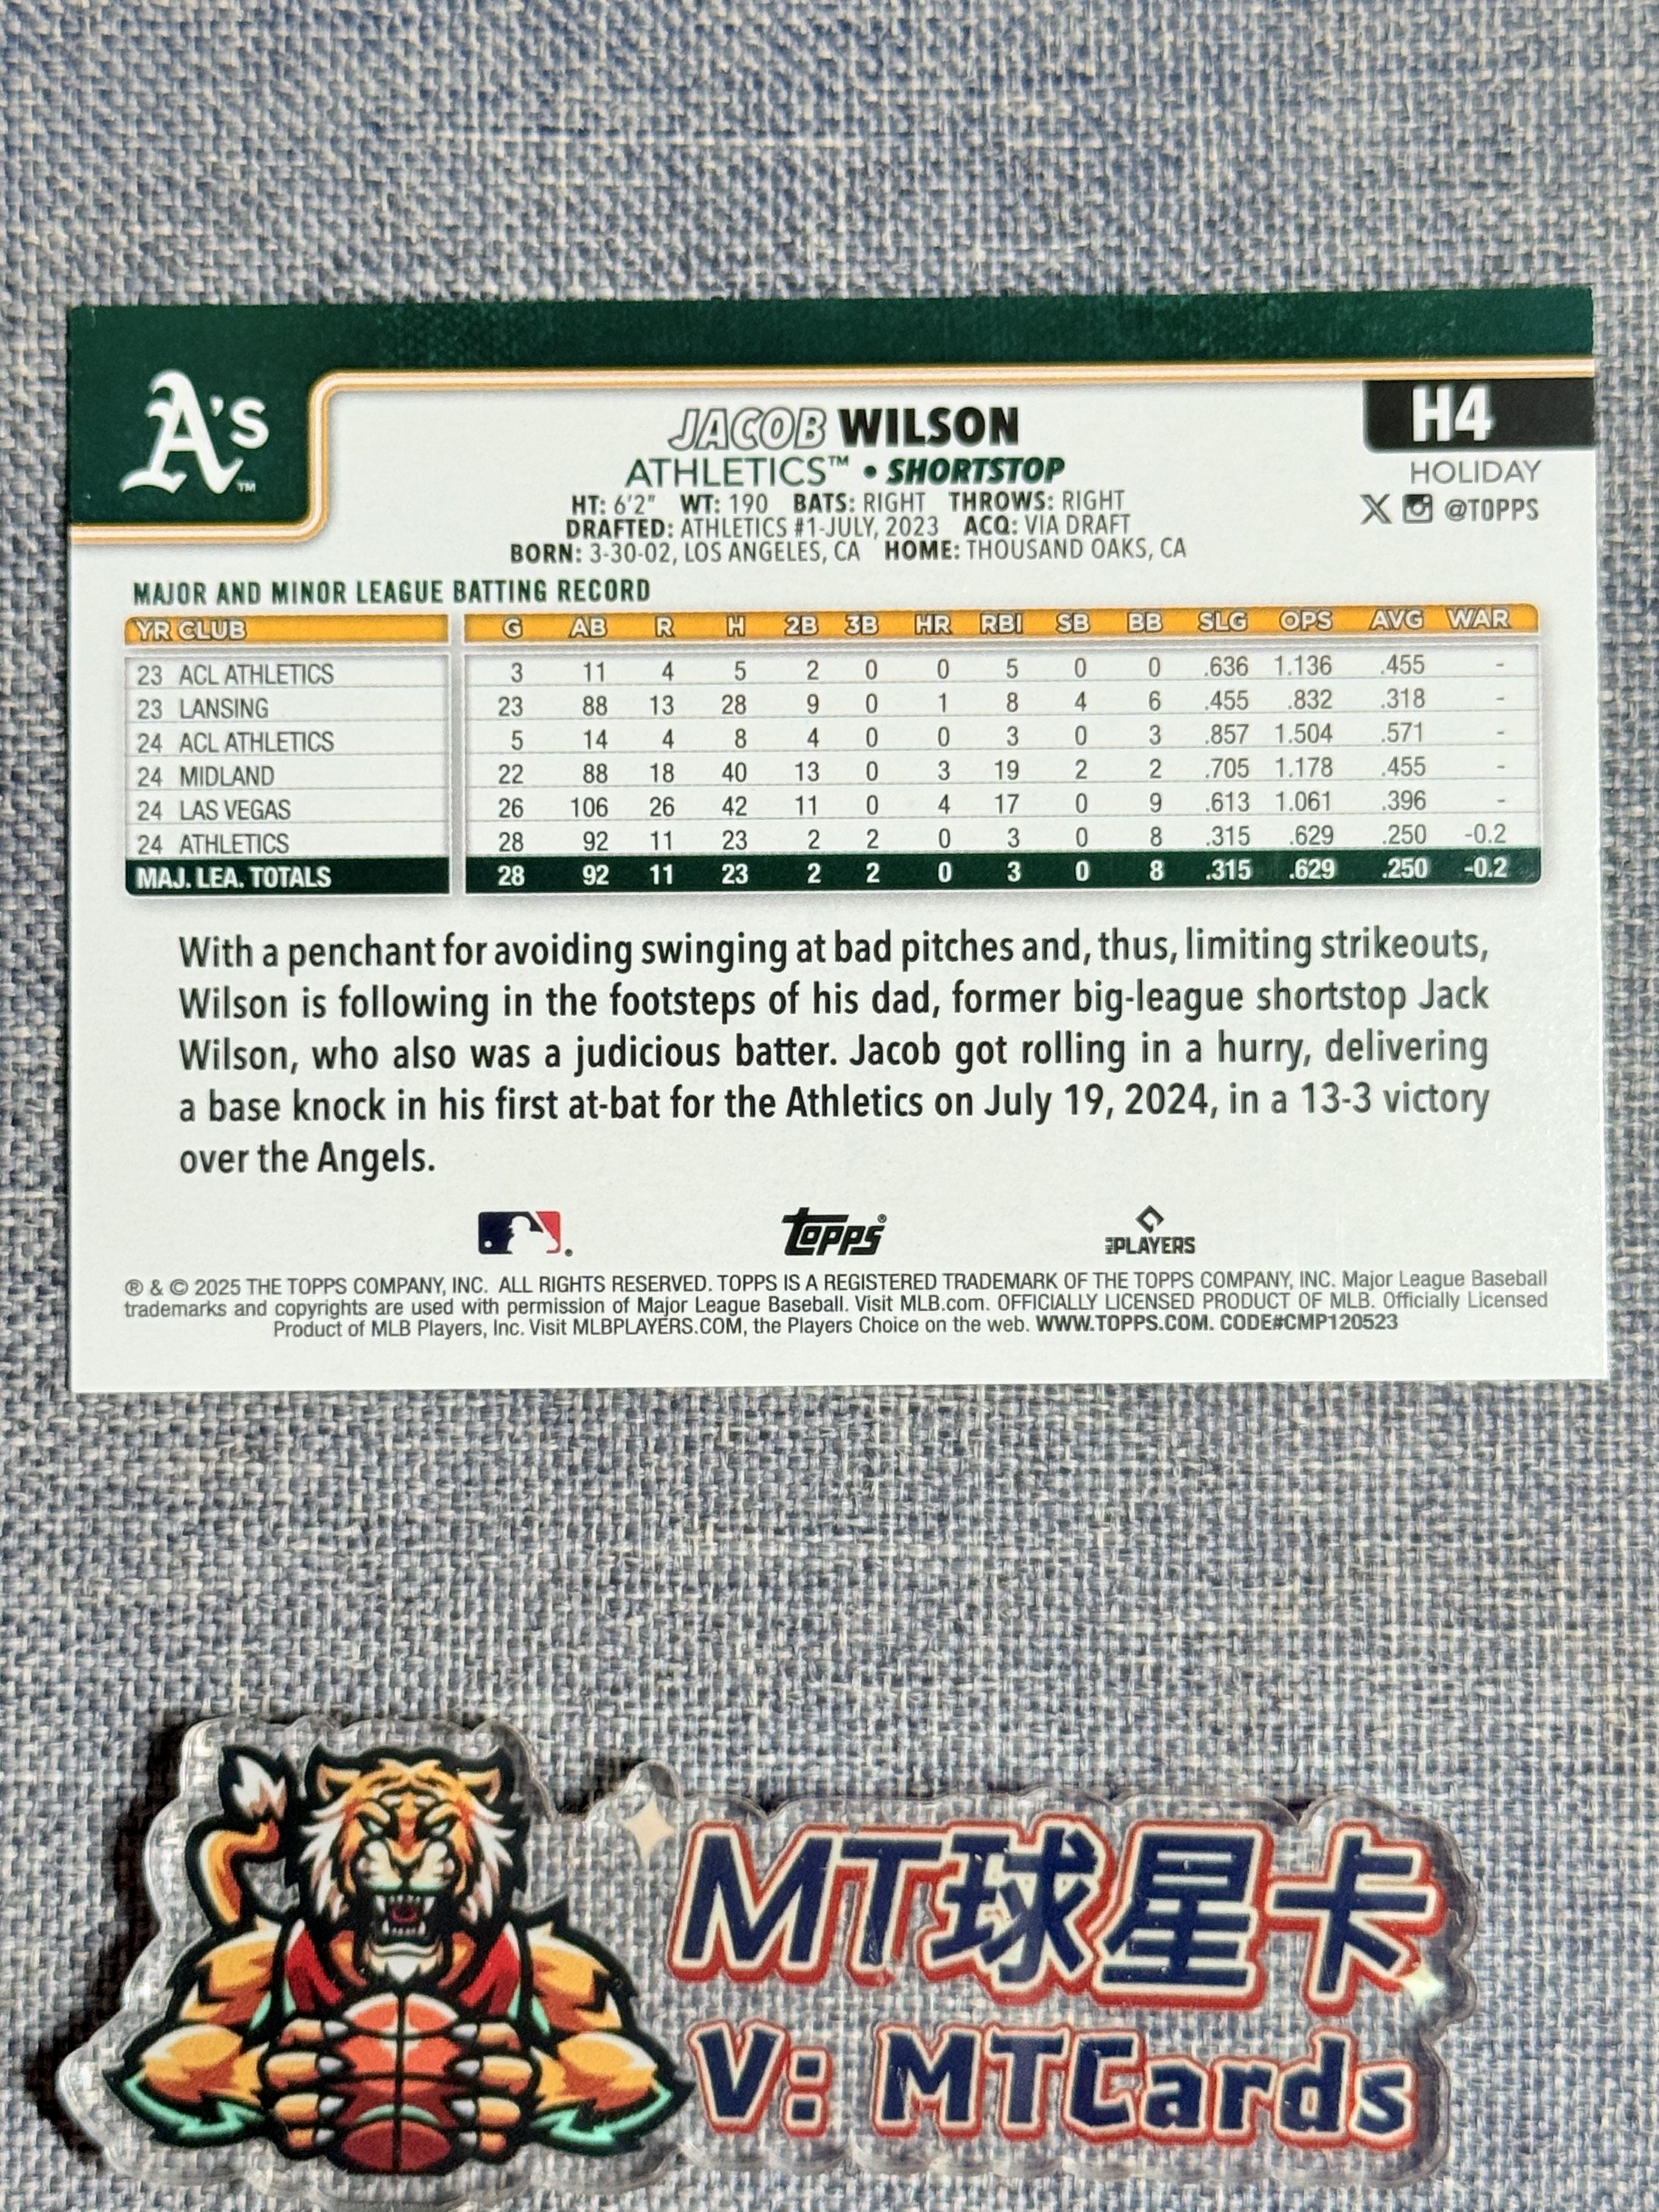 A's™
JACOB WILSON
H4
ATHLETICS™ • SHORTSTOP
HOLIDAY
HT: 6'2" WT: 190 BATS: RIGHT THROWS: RIGHT
@TOPPS
DRAFTED: ATHLETICS #1-JULY, 2023 ACQ: VIA DRAFT
BORN: 3-30-02, LOS ANGELES, CA HOME: THOUSAND OAKS, CA
MAJOR AND MINOR LEAGUE BATTING RECORD
YR CLUB G AB R H 2B 3B HR RBI SB BB SLG OPS AVG WAR
23 ACL ATHLETICS 3 11 4 5 2 0 0 5 0 0 .636 1.136 .455 -
23 LANSING 23 88 13 28 9 0 1 8 4 6 .455 .832 .318 -
24 ACL ATHLETICS 5 14 4 8 4 0 0 3 0 3 .857 1.504 .571 -
24 MIDLAND 22 88 18 40 13 0 3 19 2 2 .705 1.178 .455 -
24 LAS VEGAS 26 106 26 42 11 0 4 17 0 9 .613 1.061 .396 -
24 ATHLETICS 28 92 11 23 2 2 0 3 0 8 .315 .629 .250 -0.2
MAJ. LEA. TOTALS 28 92 11 23 2 2 0 3 0 8 .315 .629 .250 -0.2
With a penchant for avoiding swinging at bad pitches and, thus, limiting strikeouts,
Wilson is following in the footsteps of his dad, former big-league shortstop Jack
Wilson, who also was a judicious batter. Jacob got rolling in a hurry, delivering
a base knock in his first at-bat for the Athletics on July 19, 2024, in a 13-3 victory
over the Angels.
Topps® MLB PLAYERS
® & © 2025 THE TOPPS COMPANY, INC. ALL RIGHTS RESERVED. TOPPS IS A REGISTERED TRADEMARK OF THE TOPPS COMPANY, INC. Major League Baseball
trademarks and copyrights are used with permission of Major League Baseball. Visit MLB.com. OFFICIALLY LICENSED PRODUCT OF MLB. Officially Licensed
Product of MLB Players, Inc. Visit MLBPLAYERS.COM, the Players Choice on the web. WWW.TOPPS.COM. CODE#CMP120523
MT球星卡
V: MTCards